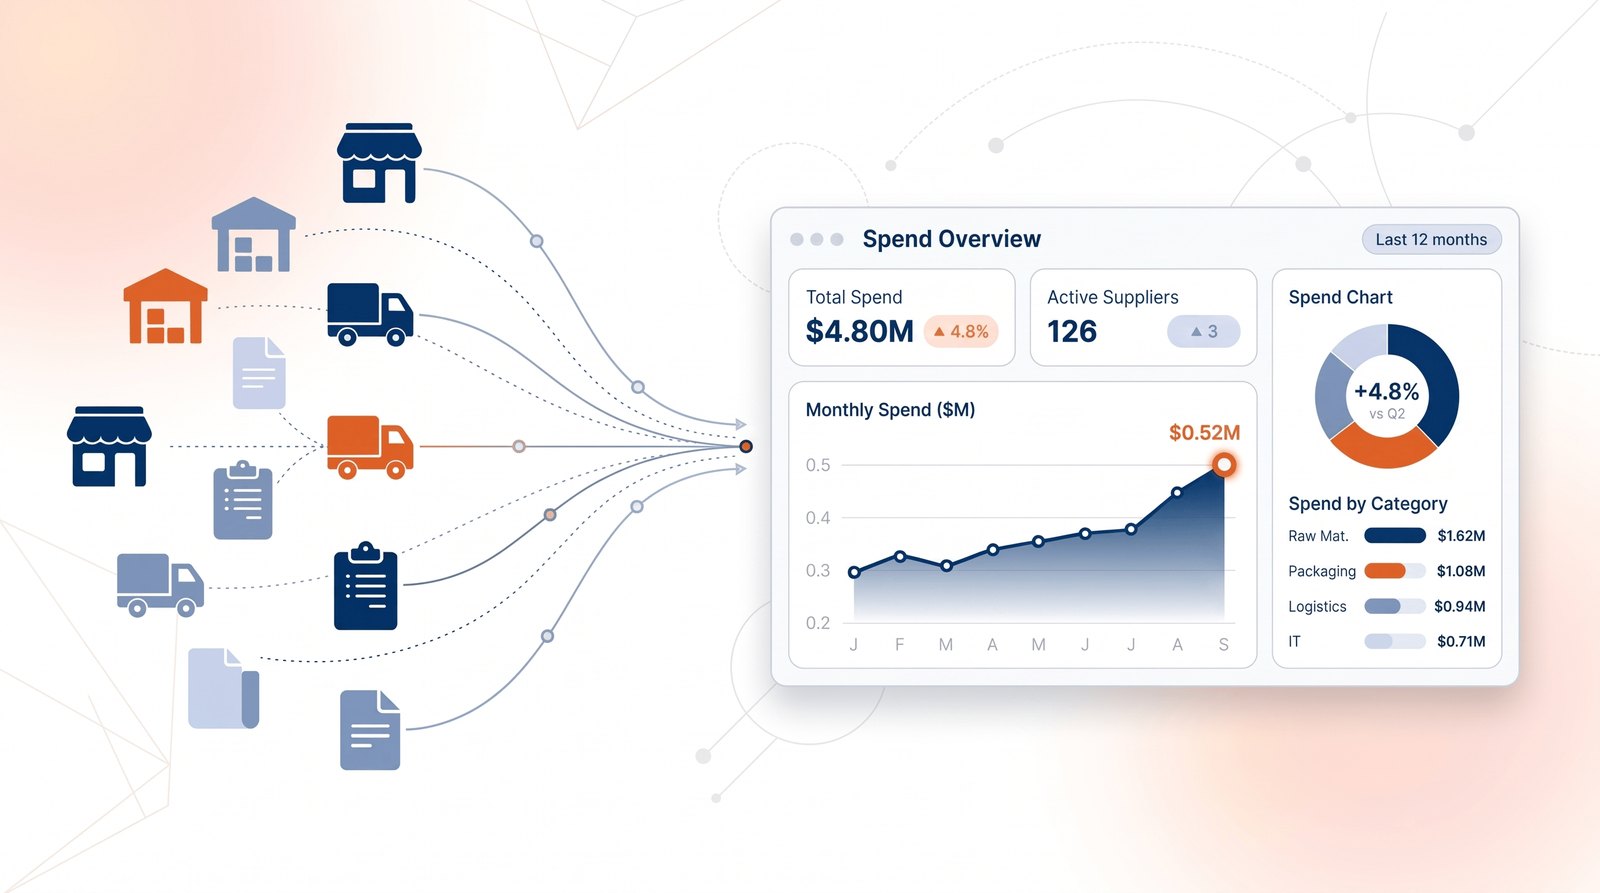 Spend Overview
Last 12 months
Total Spend
$4.80M
▲ 4.8%
Active Suppliers
126
▲ 3
Monthly Spend ($M)
$0.52M
0.5
0.4
0.3
0.2
J F M A M J J A S
Spend Chart
+4.8%
vs Q2
Spend by Category
Raw Mat. $1.62M
Packaging $1.08M
Logistics $0.94M
IT $0.71M